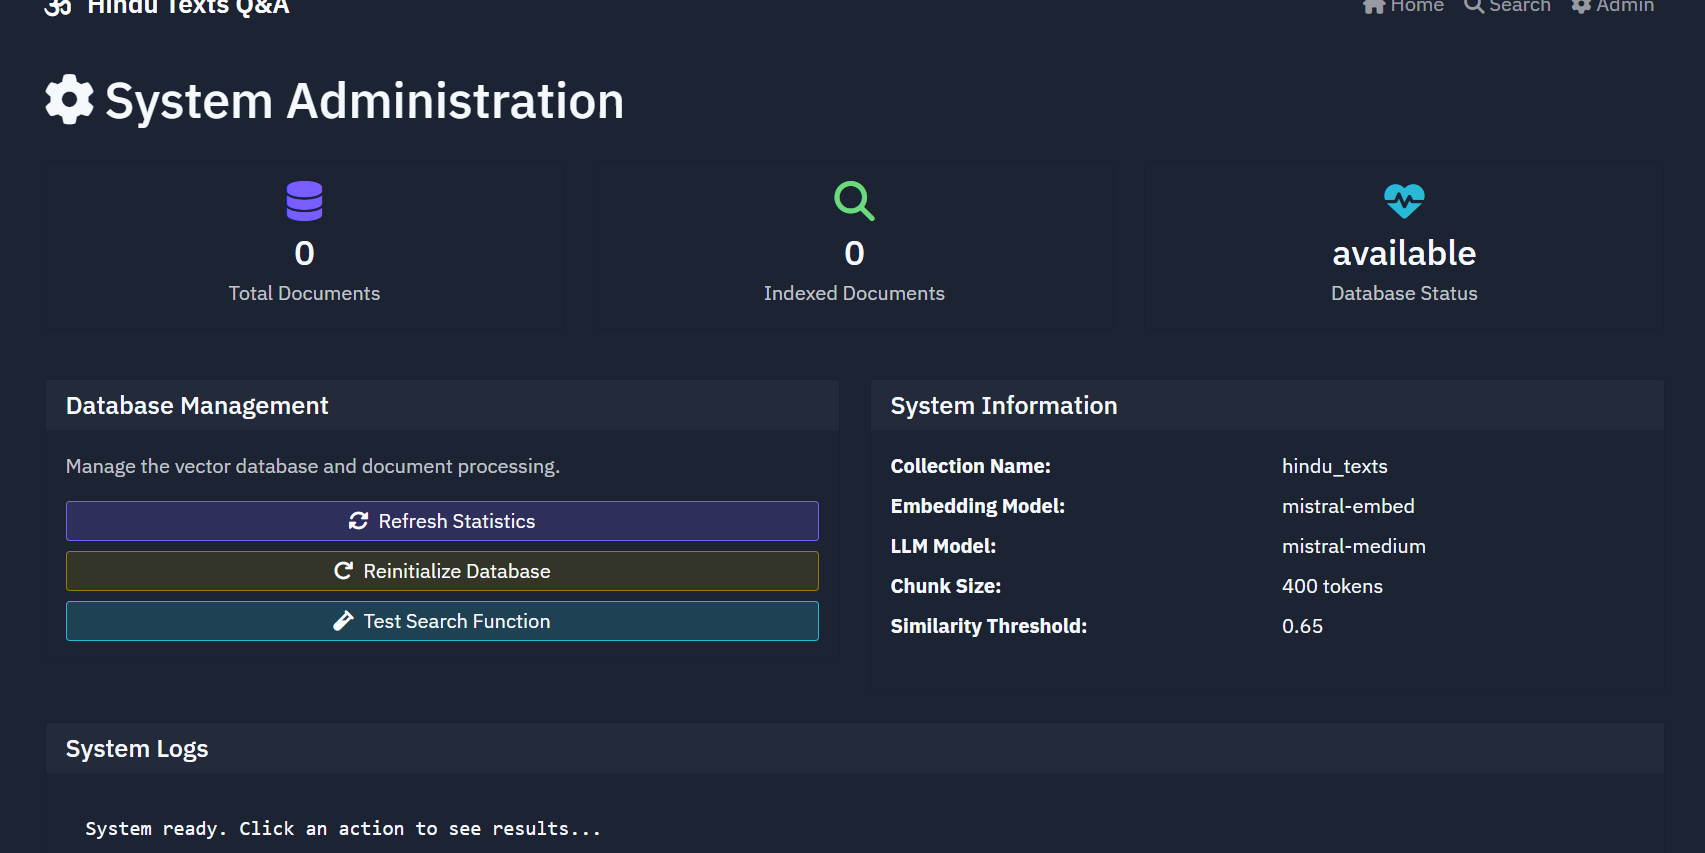 ॐ Hindu Texts Q&A
Home Search Admin
System Administration
0
Total Documents
0
Indexed Documents
available
Database Status
Database Management
Manage the vector database and document processing.
Refresh Statistics
Reinitialize Database
Test Search Function
System Information
Collection Name: hindu_texts
Embedding Model: mistral-embed
LLM Model: mistral-medium
Chunk Size: 400 tokens
Similarity Threshold: 0.65
System Logs
System ready. Click an action to see results...